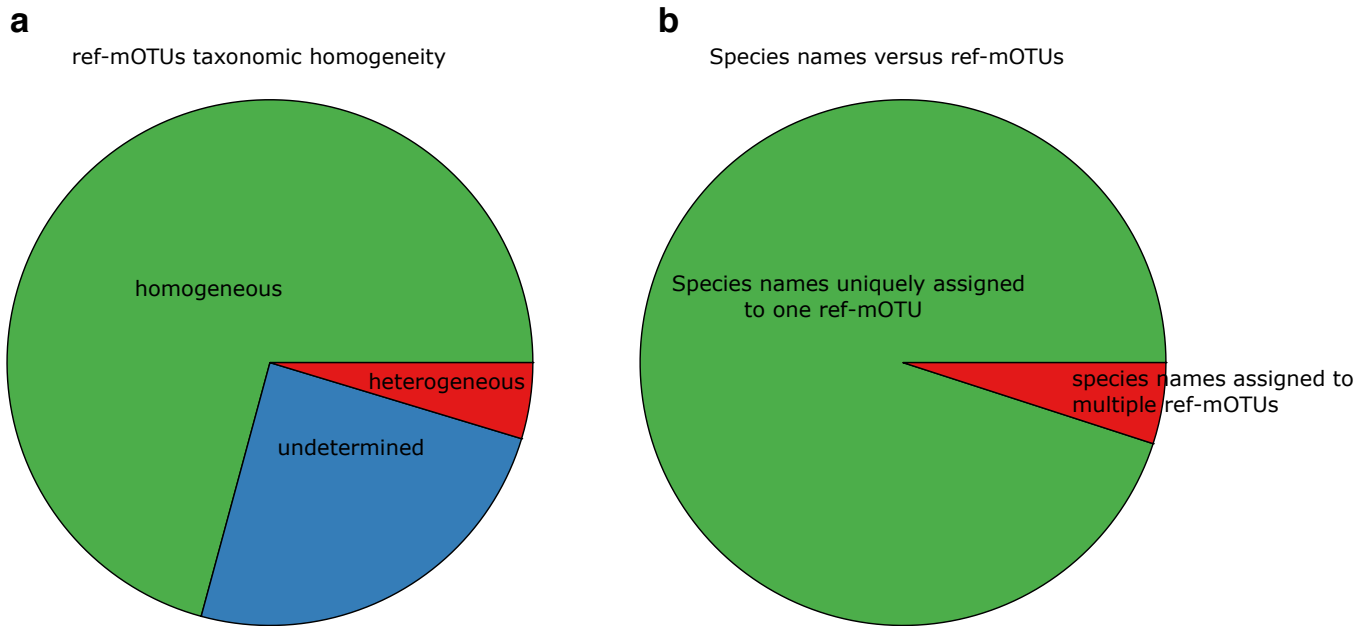 a
ref-mOTUs taxonomic homogeneity
homogeneous
heterogeneous
undetermined
b
Species names versus ref-mOTUs
Species names uniquely assigned
to one ref-mOTU
species names assigned to
multiple ref-mOTUs